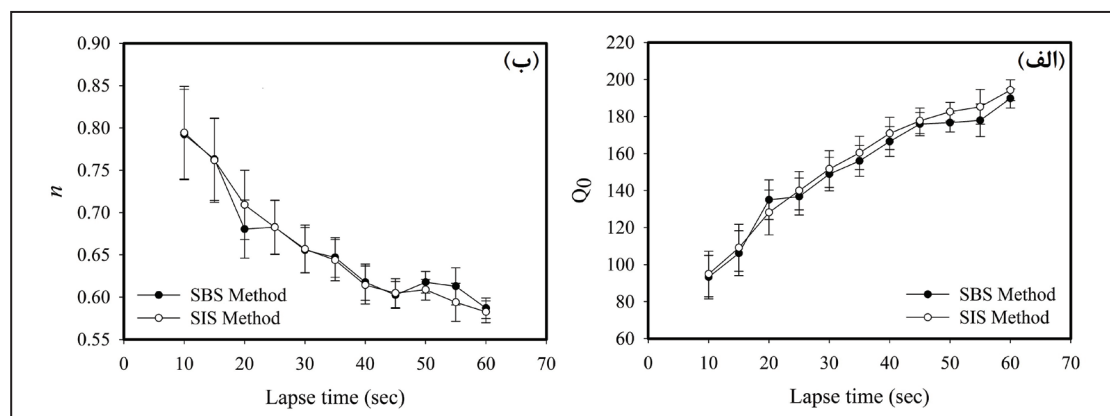 (ب)
0.90
0.85
0.80
0.75
0.70
0.65
0.60
0.55
n
0 10 20 30 40 50 60 70
Lapse time (sec)
SBS Method
SIS Method
(الف)
220
200
180
160
140
120
100
80
60
Q0
0 10 20 30 40 50 60 70
Lapse time (sec)
SBS Method
SIS Method